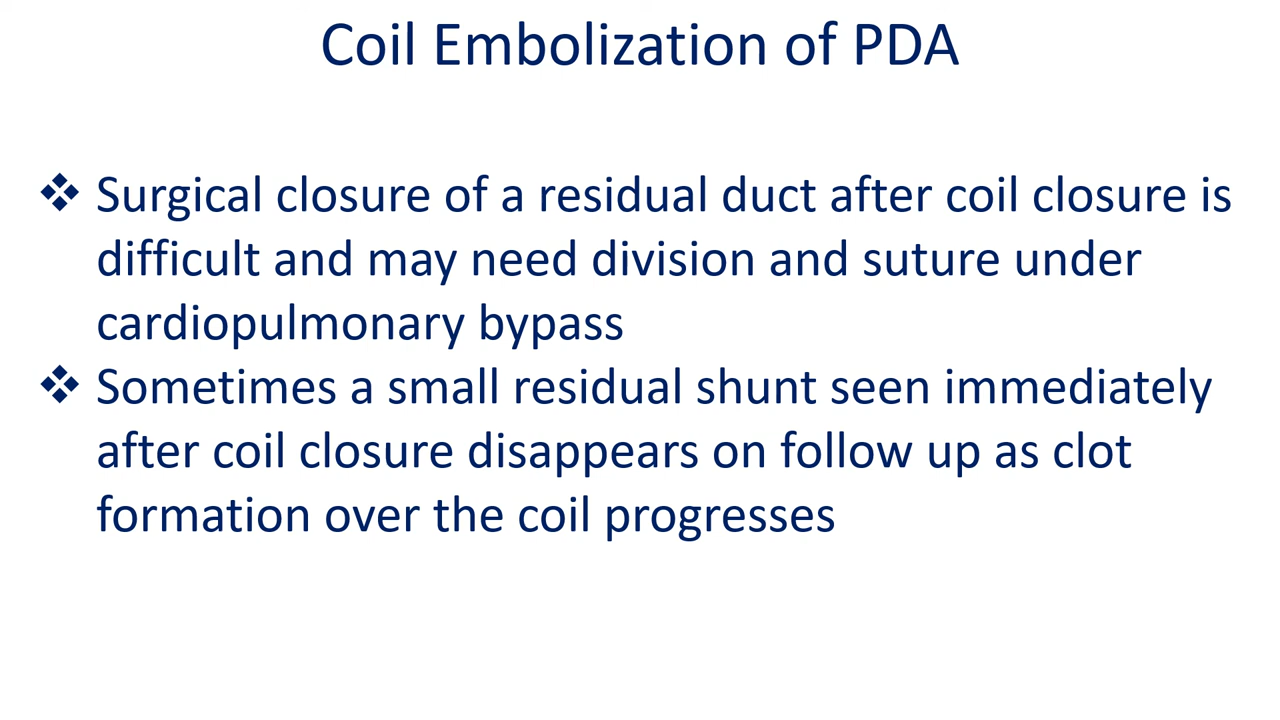 Coil Embolization of PDA
❖ Surgical closure of a residual duct after coil closure is
difficult and may need division and suture under
cardiopulmonary bypass
❖ Sometimes a small residual shunt seen immediately
after coil closure disappears on follow up as clot
formation over the coil progresses